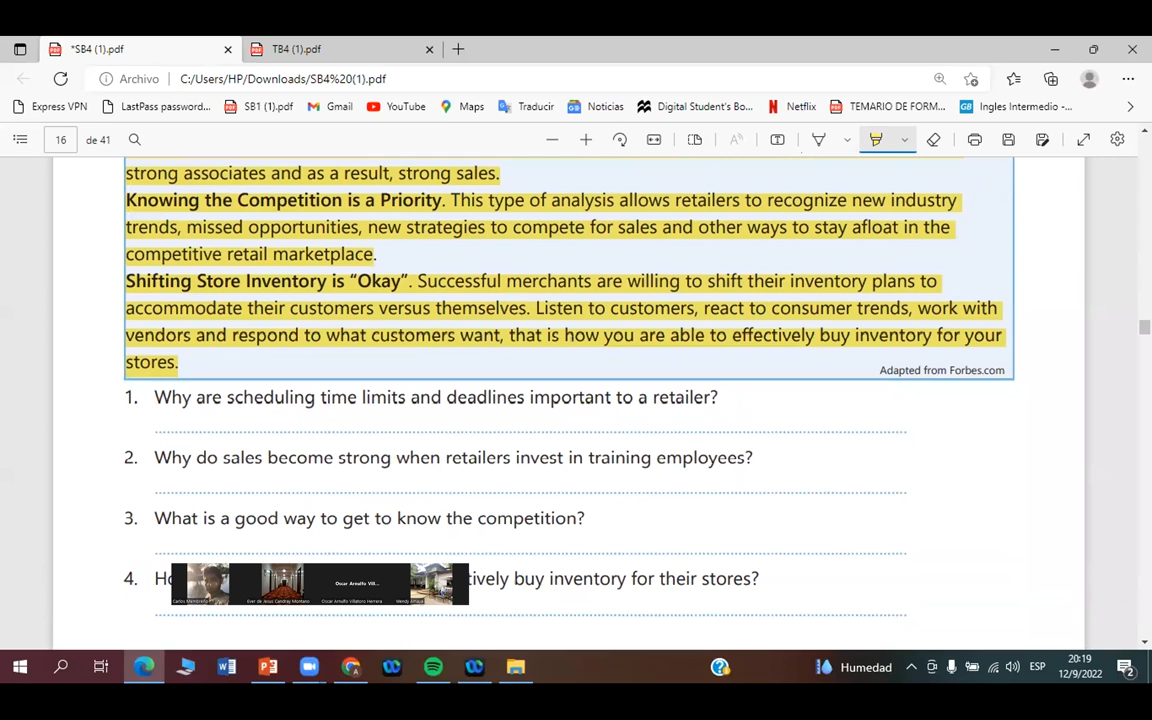 *SB4 (1).pdf
TB4 (1).pdf
Archivo C:/Users/HP/Downloads/SB4%20(1).pdf
Express VPN LastPass password... SB1 (1).pdf Gmail YouTube Maps Traducir Noticias Digital Student's Bo... Netflix TEMARIO DE FORM... Ingles Intermedio -...
16 de 41
strong associates and as a result, strong sales.
Knowing the Competition is a Priority. This type of analysis allows retailers to recognize new industry
trends, missed opportunities, new strategies to compete for sales and other ways to stay afloat in the
competitive retail marketplace.
Shifting Store Inventory is “Okay”. Successful merchants are willing to shift their inventory plans to
accommodate their customers versus themselves. Listen to customers, react to consumer trends, work with
vendors and respond to what customers want, that is how you are able to effectively buy inventory for your
stores.
Adapted from Forbes.com
1. Why are scheduling time limits and deadlines important to a retailer?
2. Why do sales become strong when retailers invest in training employees?
3. What is a good way to get to know the competition?
4. Ho tively buy inventory for their stores?
Oscar Arnulfo Vill...
Oscar Arnulfo Villatoro Herrera
Humedad
ESP
20:19
12/9/2022
2